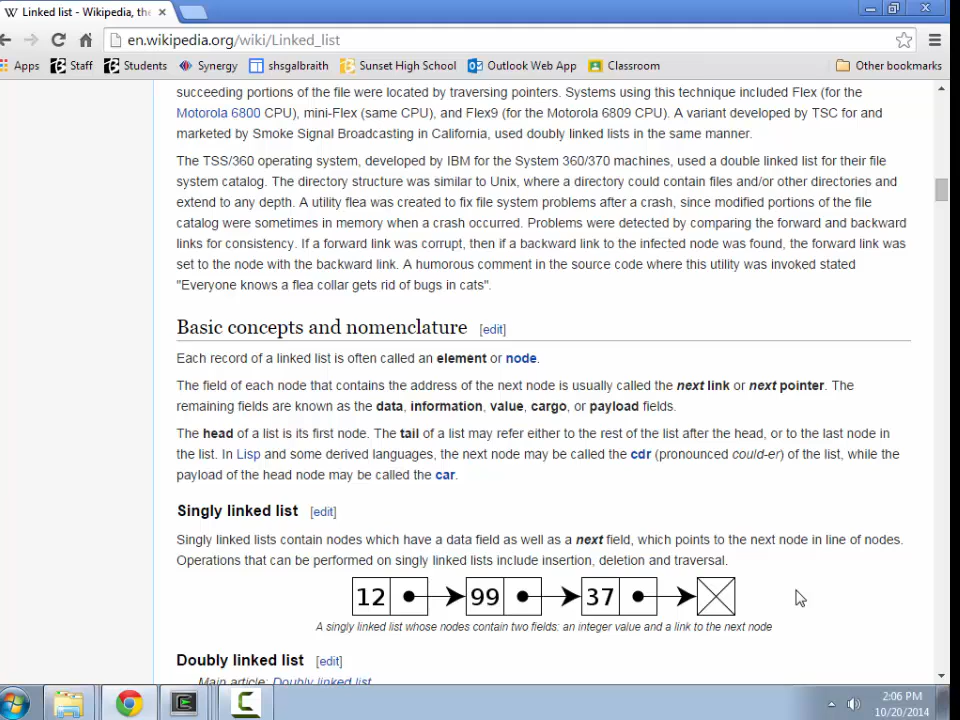 Linked list - Wikipedia, the
en.wikipedia.org/wiki/Linked_list
Apps Staff Students Synergy shsgalbraith Sunset High School Outlook Web App Classroom Other bookmarks
succeeding portions of the file were located by traversing pointers. Systems using this technique included Flex (for the
Motorola 6800 CPU), mini-Flex (same CPU), and Flex9 (for the Motorola 6809 CPU). A variant developed by TSC for and
marketed by Smoke Signal Broadcasting in California, used doubly linked lists in the same manner.
The TSS/360 operating system, developed by IBM for the System 360/370 machines, used a double linked list for their file
system catalog. The directory structure was similar to Unix, where a directory could contain files and/or other directories and
extend to any depth. A utility flea was created to fix file system problems after a crash, since modified portions of the file
catalog were sometimes in memory when a crash occurred. Problems were detected by comparing the forward and backward
links for consistency. If a forward link was corrupt, then if a backward link to the infected node was found, the forward link was
set to the node with the backward link. A humorous comment in the source code where this utility was invoked stated
"Everyone knows a flea collar gets rid of bugs in cats".
Basic concepts and nomenclature [edit]
Each record of a linked list is often called an element or node.
The field of each node that contains the address of the next node is usually called the next link or next pointer. The
remaining fields are known as the data, information, value, cargo, or payload fields.
The head of a list is its first node. The tail of a list may refer either to the rest of the list after the head, or to the last node in
the list. In Lisp and some derived languages, the next node may be called the cdr (pronounced could-er) of the list, while the
payload of the head node may be called the car.
Singly linked list [edit]
Singly linked lists contain nodes which have a data field as well as a next field, which points to the next node in line of nodes.
Operations that can be performed on singly linked lists include insertion, deletion and traversal.
12 99 37
A singly linked list whose nodes contain two fields: an integer value and a link to the next node
Doubly linked list [edit]
Main article: Doubly linked list
2:06 PM
10/20/2014